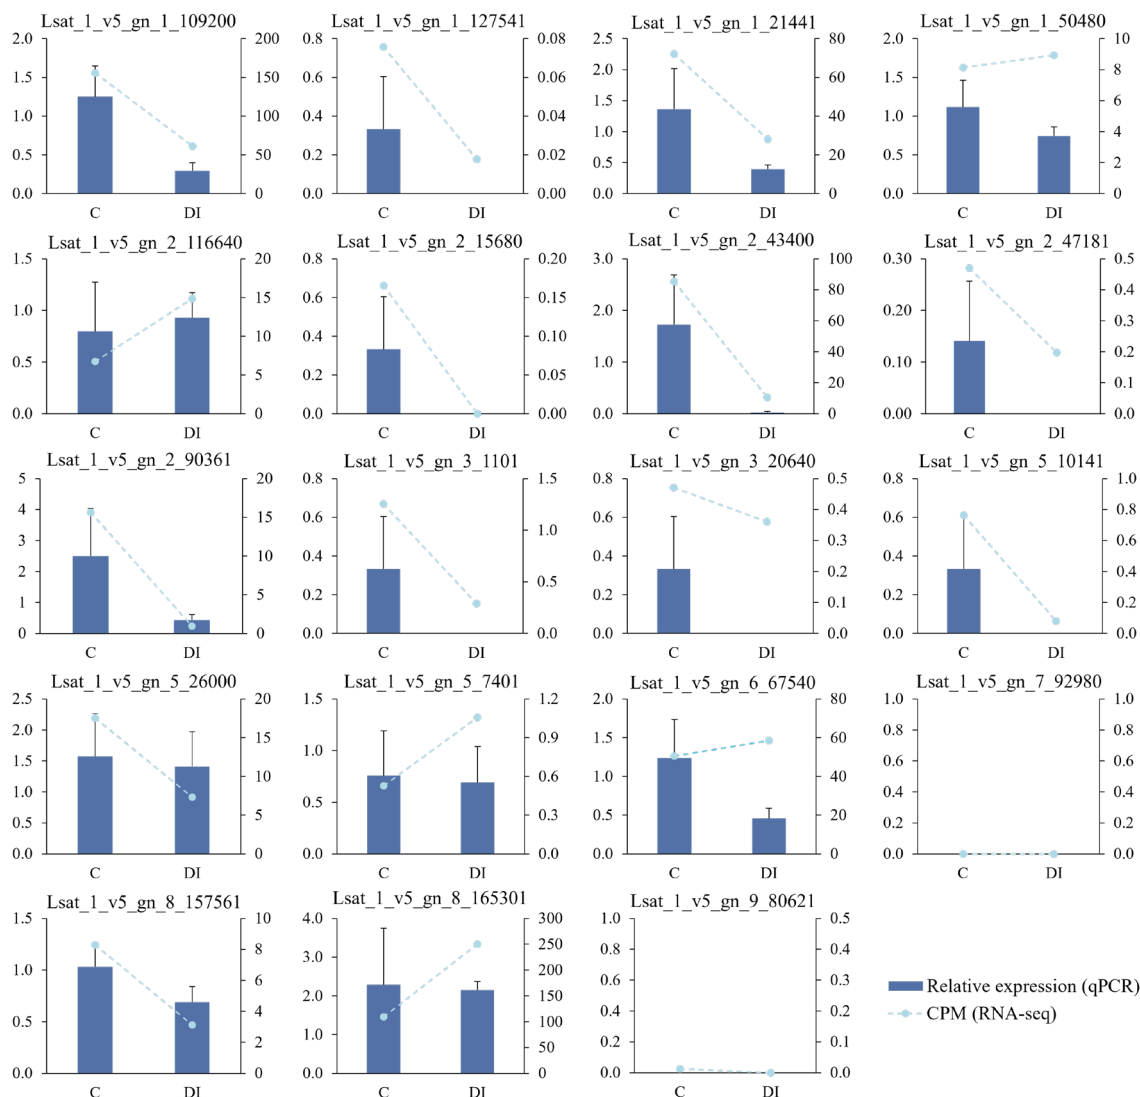 Lsat_1_v5_gn_1_109200
2.0 1.5 1.0 0.5 0.0
200 150 100 50 0
C DI
Lsat_1_v5_gn_1_127541
0.8 0.6 0.4 0.2 0.0
0.08 0.06 0.04 0.02 0.00
C DI
Lsat_1_v5_gn_1_21441
2.5 2.0 1.5 1.0 0.5 0.0
80 60 40 20 0
C DI
Lsat_1_v5_gn_1_50480
2.0 1.5 1.0 0.5 0.0
10 8 6 4 2 0
C DI
Lsat_1_v5_gn_2_116640
1.5 1.0 0.5 0.0
20 15 10 5 0
C DI
Lsat_1_v5_gn_2_15680
0.8 0.6 0.4 0.2 0.0
0.20 0.15 0.10 0.05 0.00
C DI
Lsat_1_v5_gn_2_43400
3.0 2.0 1.0 0.0
100 80 60 40 20 0
C DI
Lsat_1_v5_gn_2_47181
0.30 0.20 0.10 0.00
0.5 0.4 0.3 0.2 0.1 0.0
C DI
Lsat_1_v5_gn_2_90361
5 4 3 2 1 0
20 15 10 5 0
C DI
Lsat_1_v5_gn_3_1101
0.8 0.6 0.4 0.2 0.0
1.5 1.0 0.5 0.0
C DI
Lsat_1_v5_gn_3_20640
0.8 0.6 0.4 0.2 0.0
0.5 0.4 0.3 0.2 0.1 0.0
C DI
Lsat_1_v5_gn_5_10141
0.8 0.6 0.4 0.2 0.0
1.0 0.8 0.6 0.4 0.2 0.0
C DI
Lsat_1_v5_gn_5_26000
2.5 2.0 1.5 1.0 0.5 0.0
20 15 10 5 0
C DI
Lsat_1_v5_gn_5_7401
1.5 1.0 0.5 0.0
1.2 0.9 0.6 0.3 0.0
C DI
Lsat_1_v5_gn_6_67540
2.0 1.5 1.0 0.5 0.0
80 60 40 20 0
C DI
Lsat_1_v5_gn_7_92980
1.0 0.8 0.6 0.4 0.2 0.0
1.0 0.8 0.6 0.4 0.2 0.0
C DI
Lsat_1_v5_gn_8_157561
1.5 1.0 0.5 0.0
10 8 6 4 2 0
C DI
Lsat_1_v5_gn_8_165301
4.0 3.0 2.0 1.0 0.0
300 250 200 150 100 50 0
C DI
Lsat_1_v5_gn_9_80621
1.0 0.8 0.6 0.4 0.2 0.0
0.5 0.4 0.3 0.2 0.1 0.0
C DI
Relative expression (qPCR)
CPM (RNA-seq)